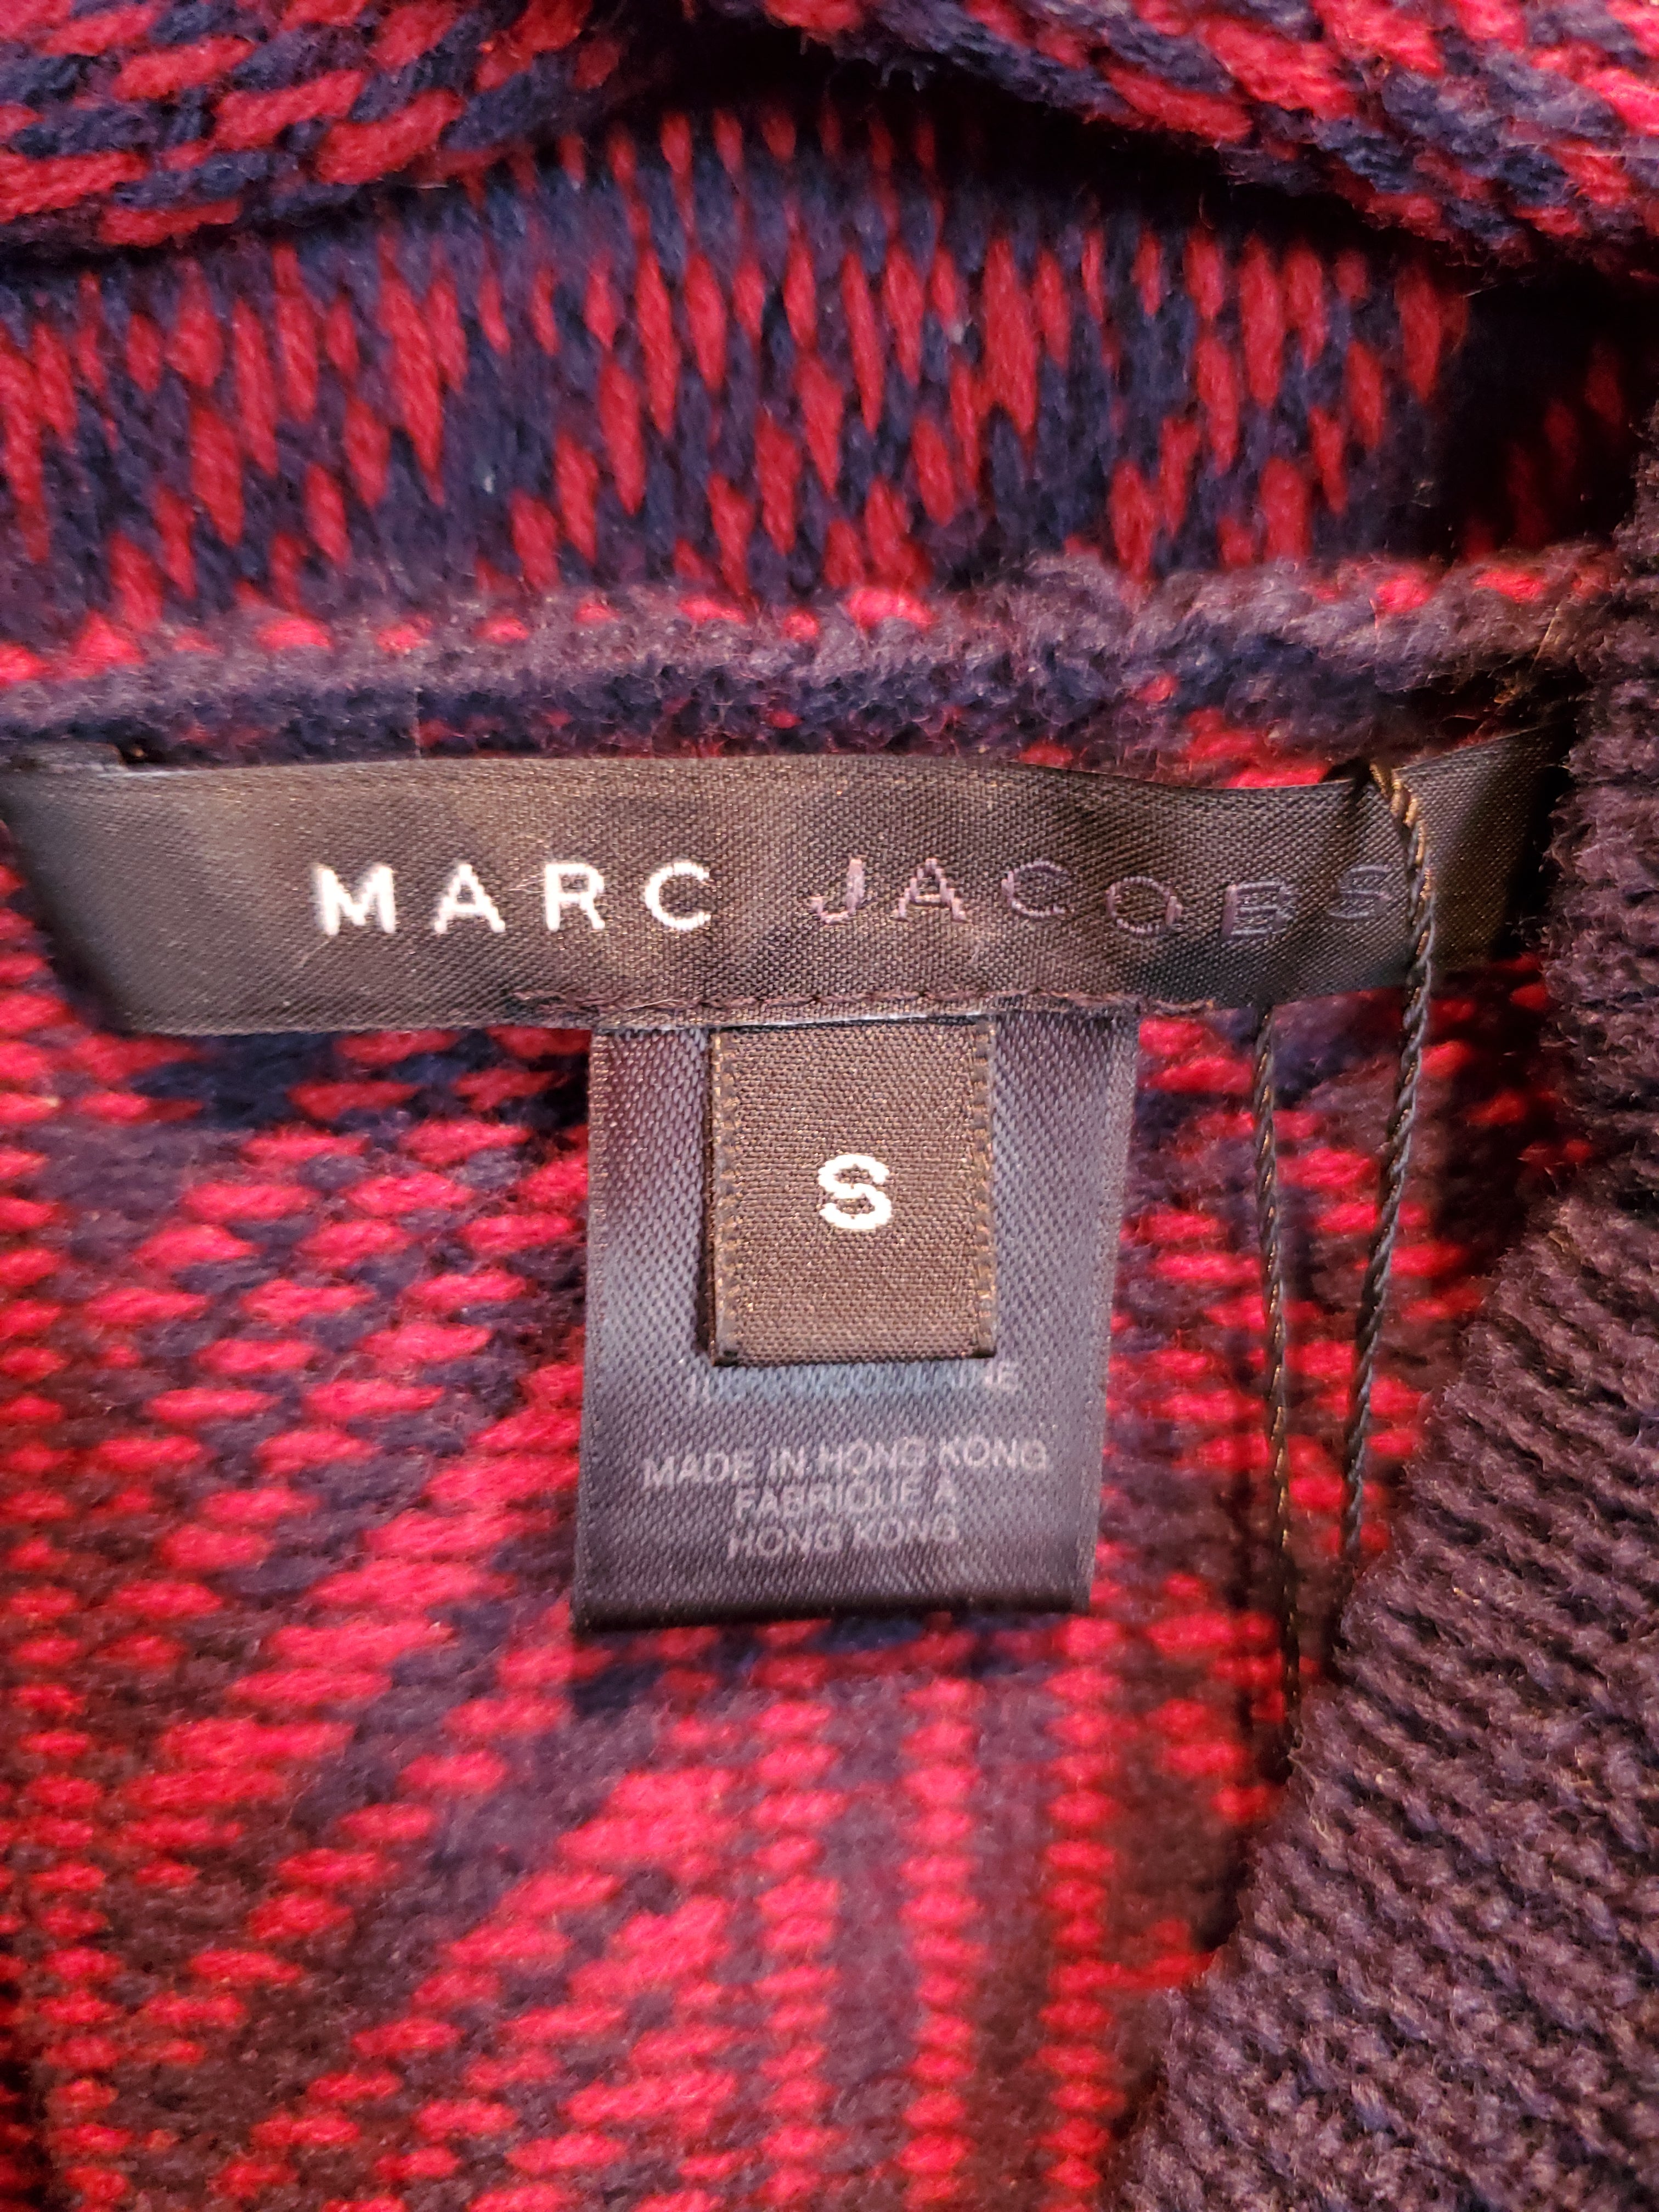 MARC JACOBS
S
MADE IN HONG KONG
FABRIQUE A
HONG KONG